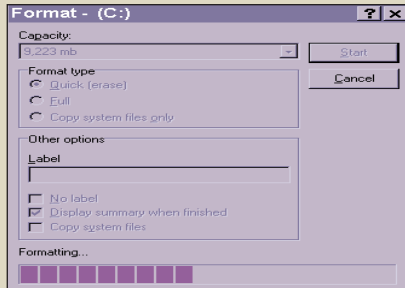 Format - (C:)
Capacity:
9,223 mb
Start
Format type
Cancel
Quick (erase)
Full
Copy system files only
Other options
Label
No label
Display summary when finished
Copy system files
Formatting...